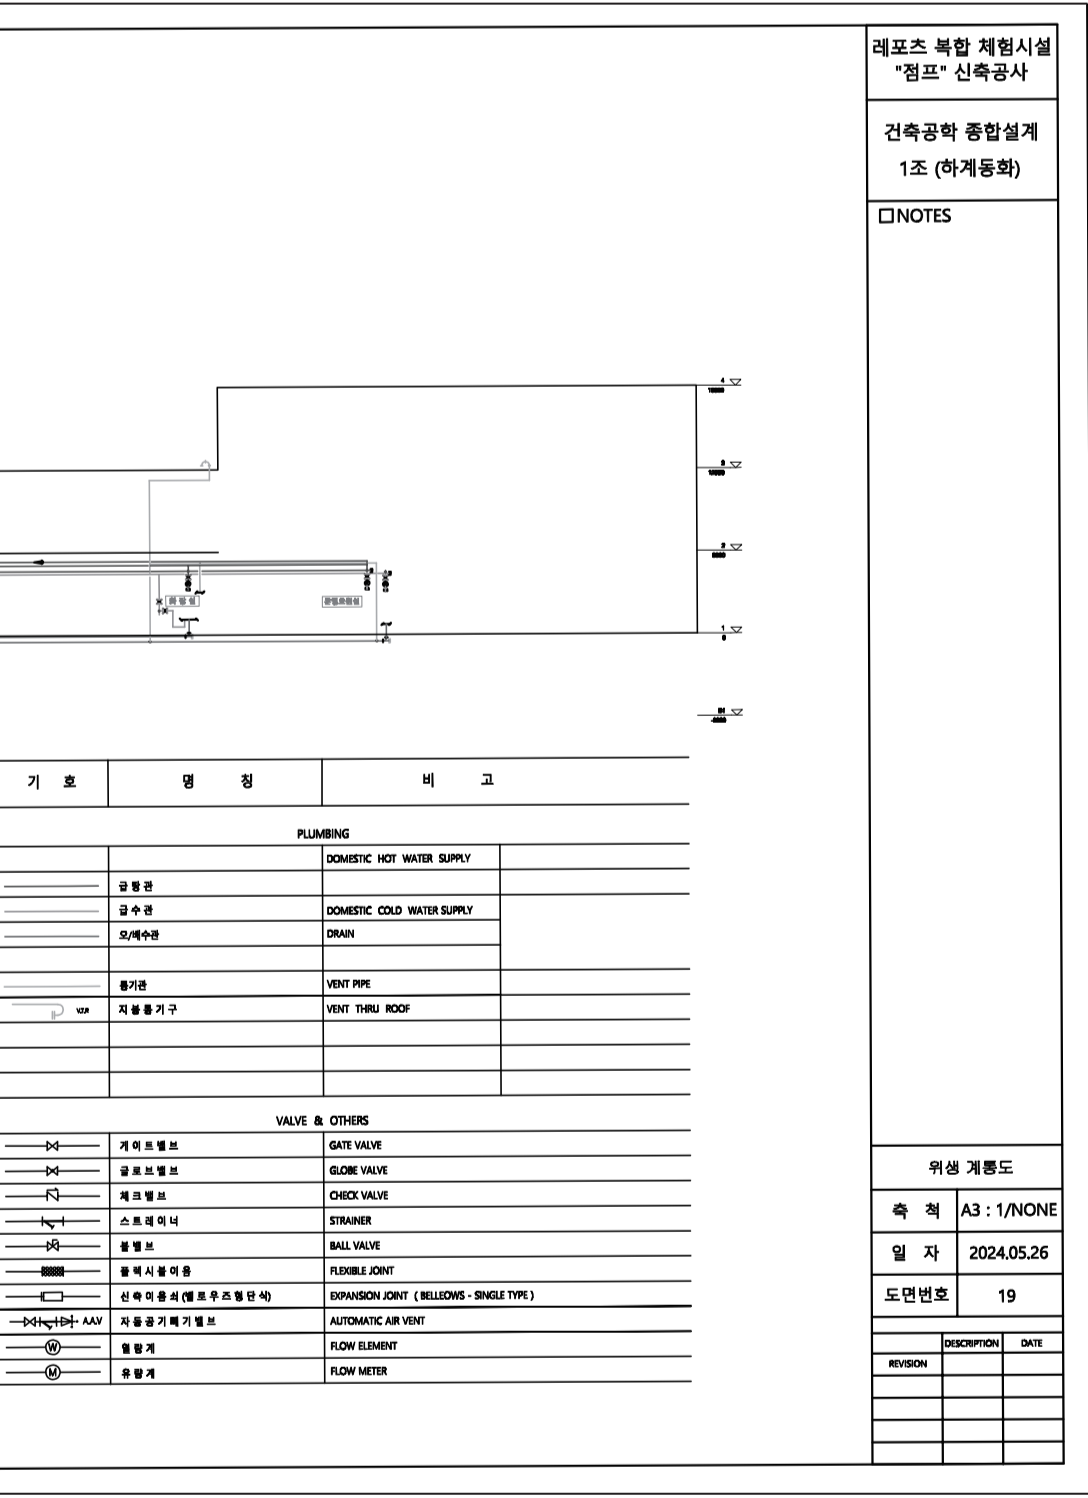 레포츠 복합 체험시설
"점프" 신축공사
건축공학 종합설계
1조 (하계동화)
□NOTES
4
3
2
1
0
화 장 실
기 호 명 칭 비 고
PLUMBING
DOMESTIC HOT WATER SUPPLY
급 탕 관
급 수 관 DOMESTIC COLD WATER SUPPLY
오/배수관 DRAIN
통기관 VENT PIPE
V.T.R 지 붕 통 기 구 VENT THRU ROOF
VALVE & OTHERS
게 이 트 밸 브 GATE VALVE
글 로 브 밸 브 GLOBE VALVE
체 크 밸 브 CHECK VALVE
스 트 레 이 너 STRAINER
볼 밸 브 BALL VALVE
플 렉 시 블 이 음 FLEXIBLE JOINT
신 축 이 음 쇠 (벨 로 우 즈 형 단 식) EXPANSION JOINT ( BELLEOWS - SINGLE TYPE )
A.A.V 자 동 공 기 빼 기 밸 브 AUTOMATIC AIR VENT
W 열 량 계 FLOW ELEMENT
M 유 량 계 FLOW METER
위생 계통도
축 척 A3 : 1/NONE
일 자 2024.05.26
도면번호 19
DESCRIPTION DATE
REVISION